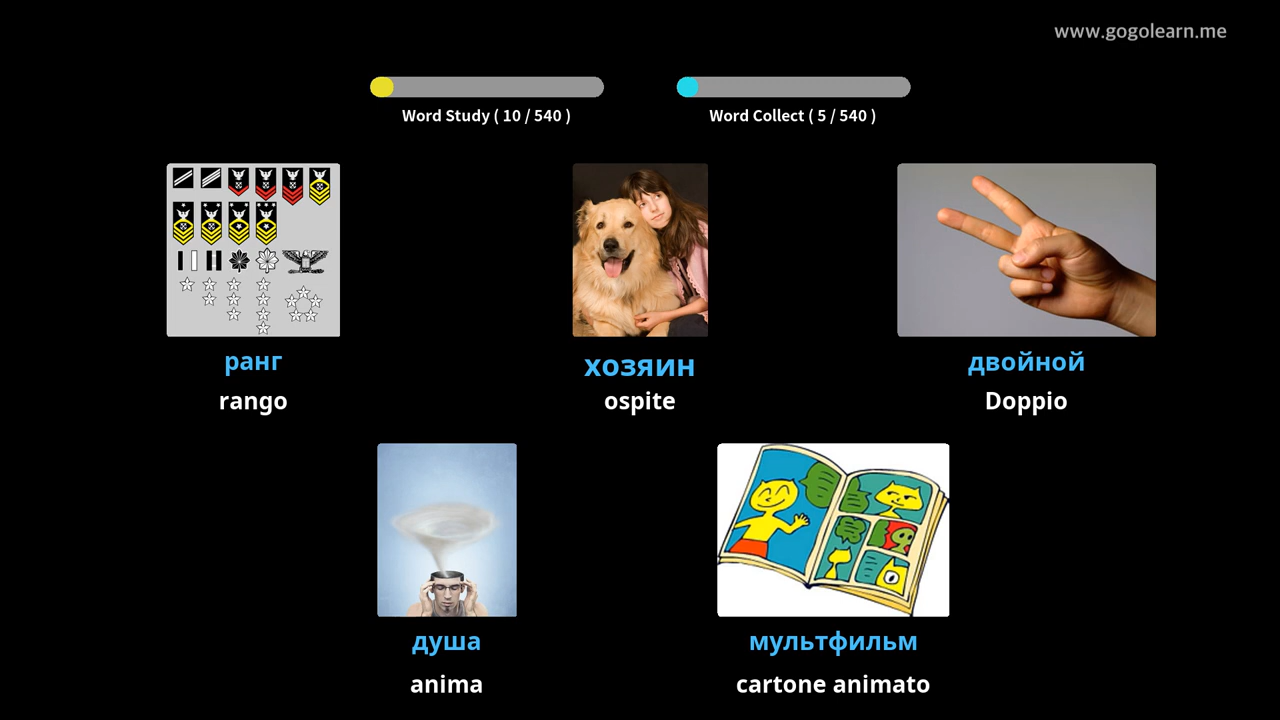 www.gogolearn.me
Word Study ( 10 / 540 )
Word Collect ( 5 / 540 )
ранг
rango
хозяин
ospite
двойной
Doppio
душа
anima
мультфильм
cartone animato